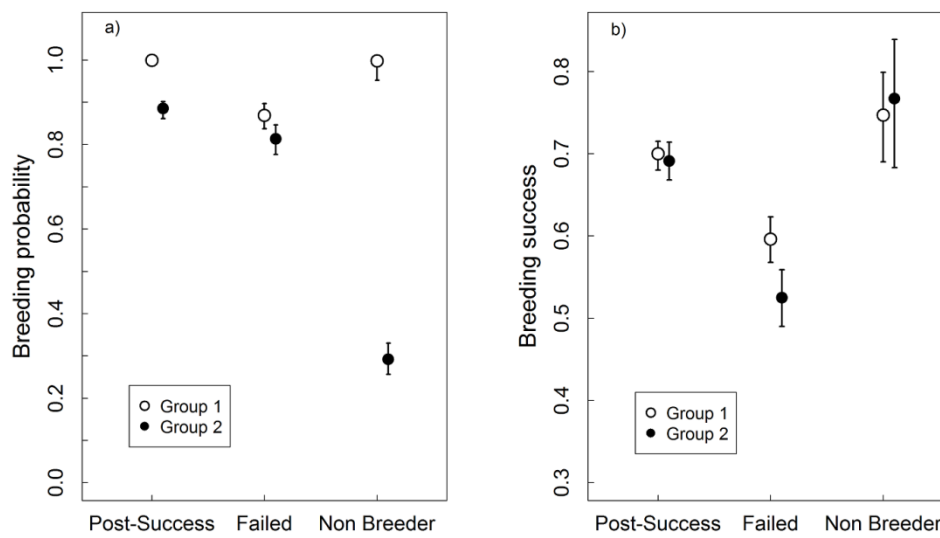 a)
Breeding probability
1.0
0.8
0.6
0.4
0.2
0.0
Group 1
Group 2
Post-Success Failed Non Breeder
b)
Breeding success
0.8
0.7
0.6
0.5
0.4
0.3
Group 1
Group 2
Post-Success Failed Non Breeder